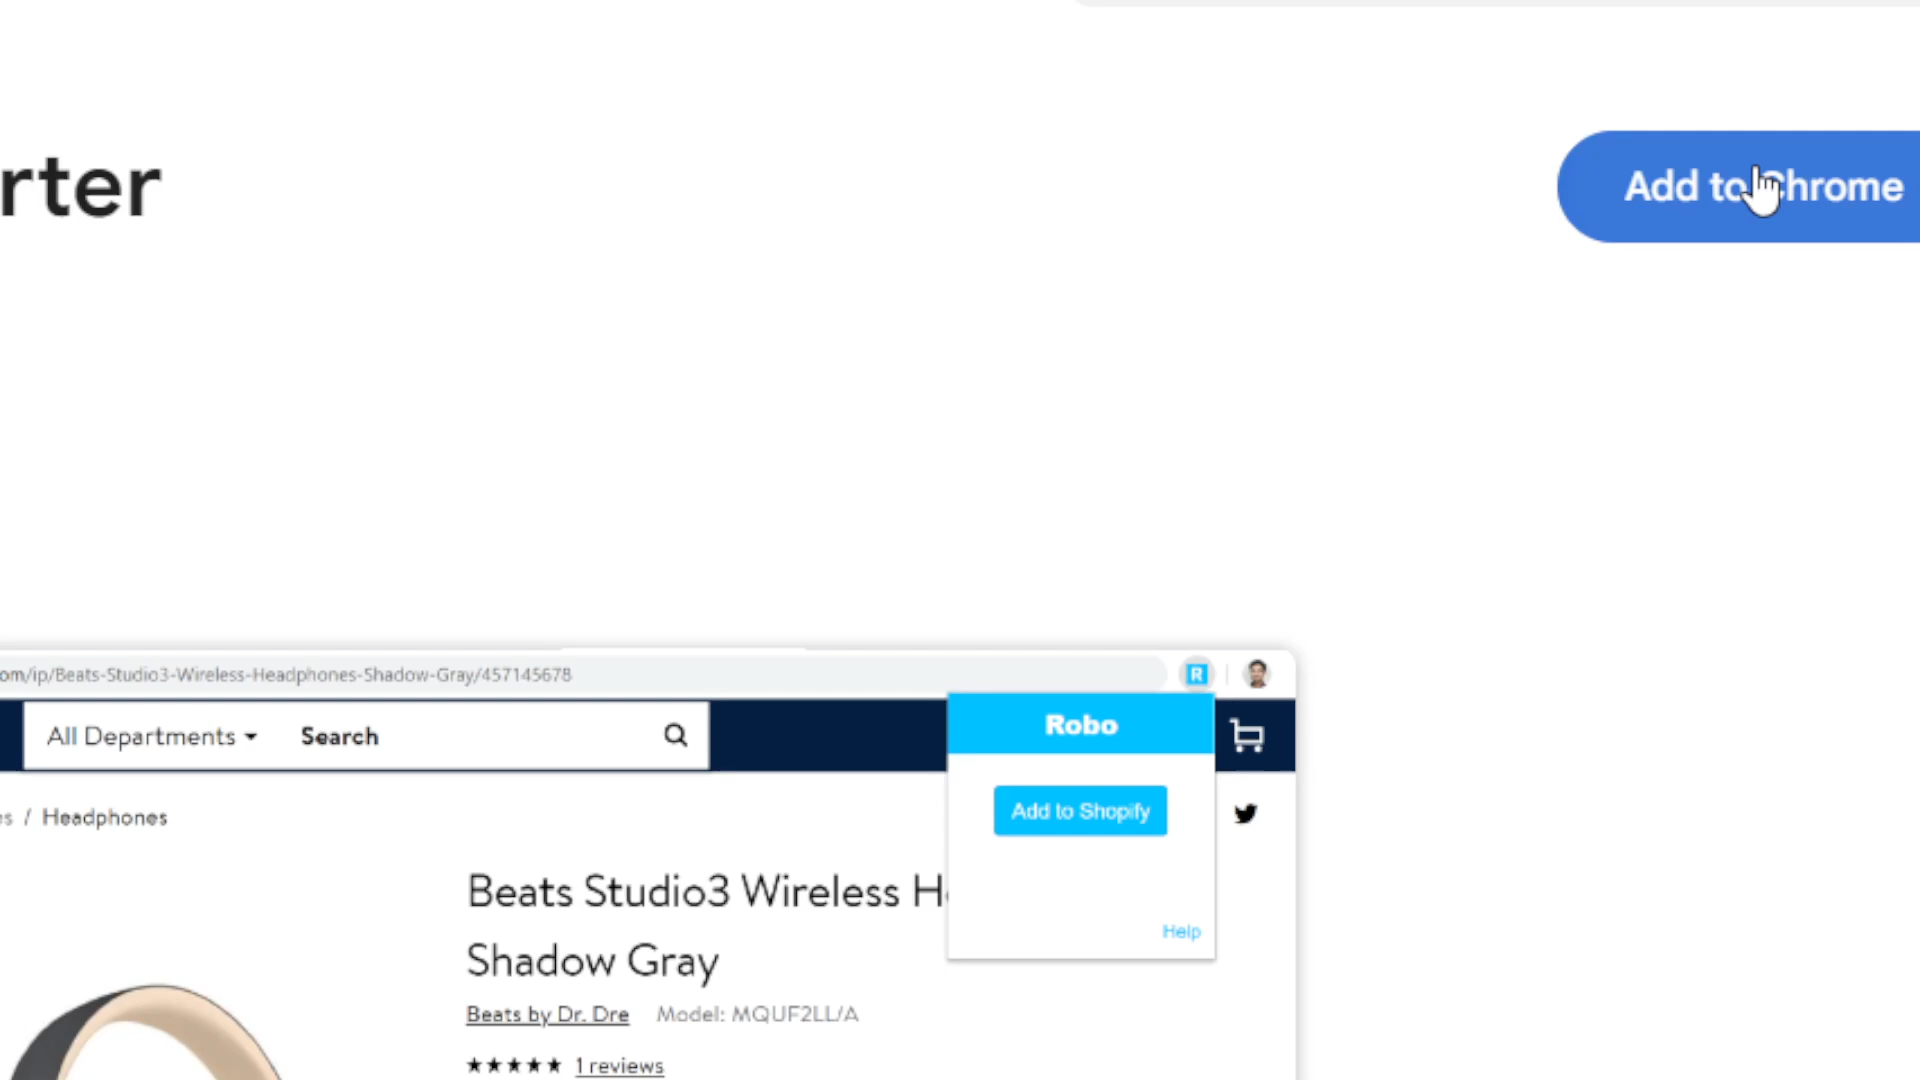 rter
Add to Chrome
om/ip/Beats-Studio3-Wireless-Headphones-Shadow-Gray/457145678
R
All Departments
Search
Robo
Add to Shopify
Help
es / Headphones
Beats Studio3 Wireless H
Shadow Gray
Beats by Dr. Dre Model: MQUF2LL/A
★★★★★ 1 reviews